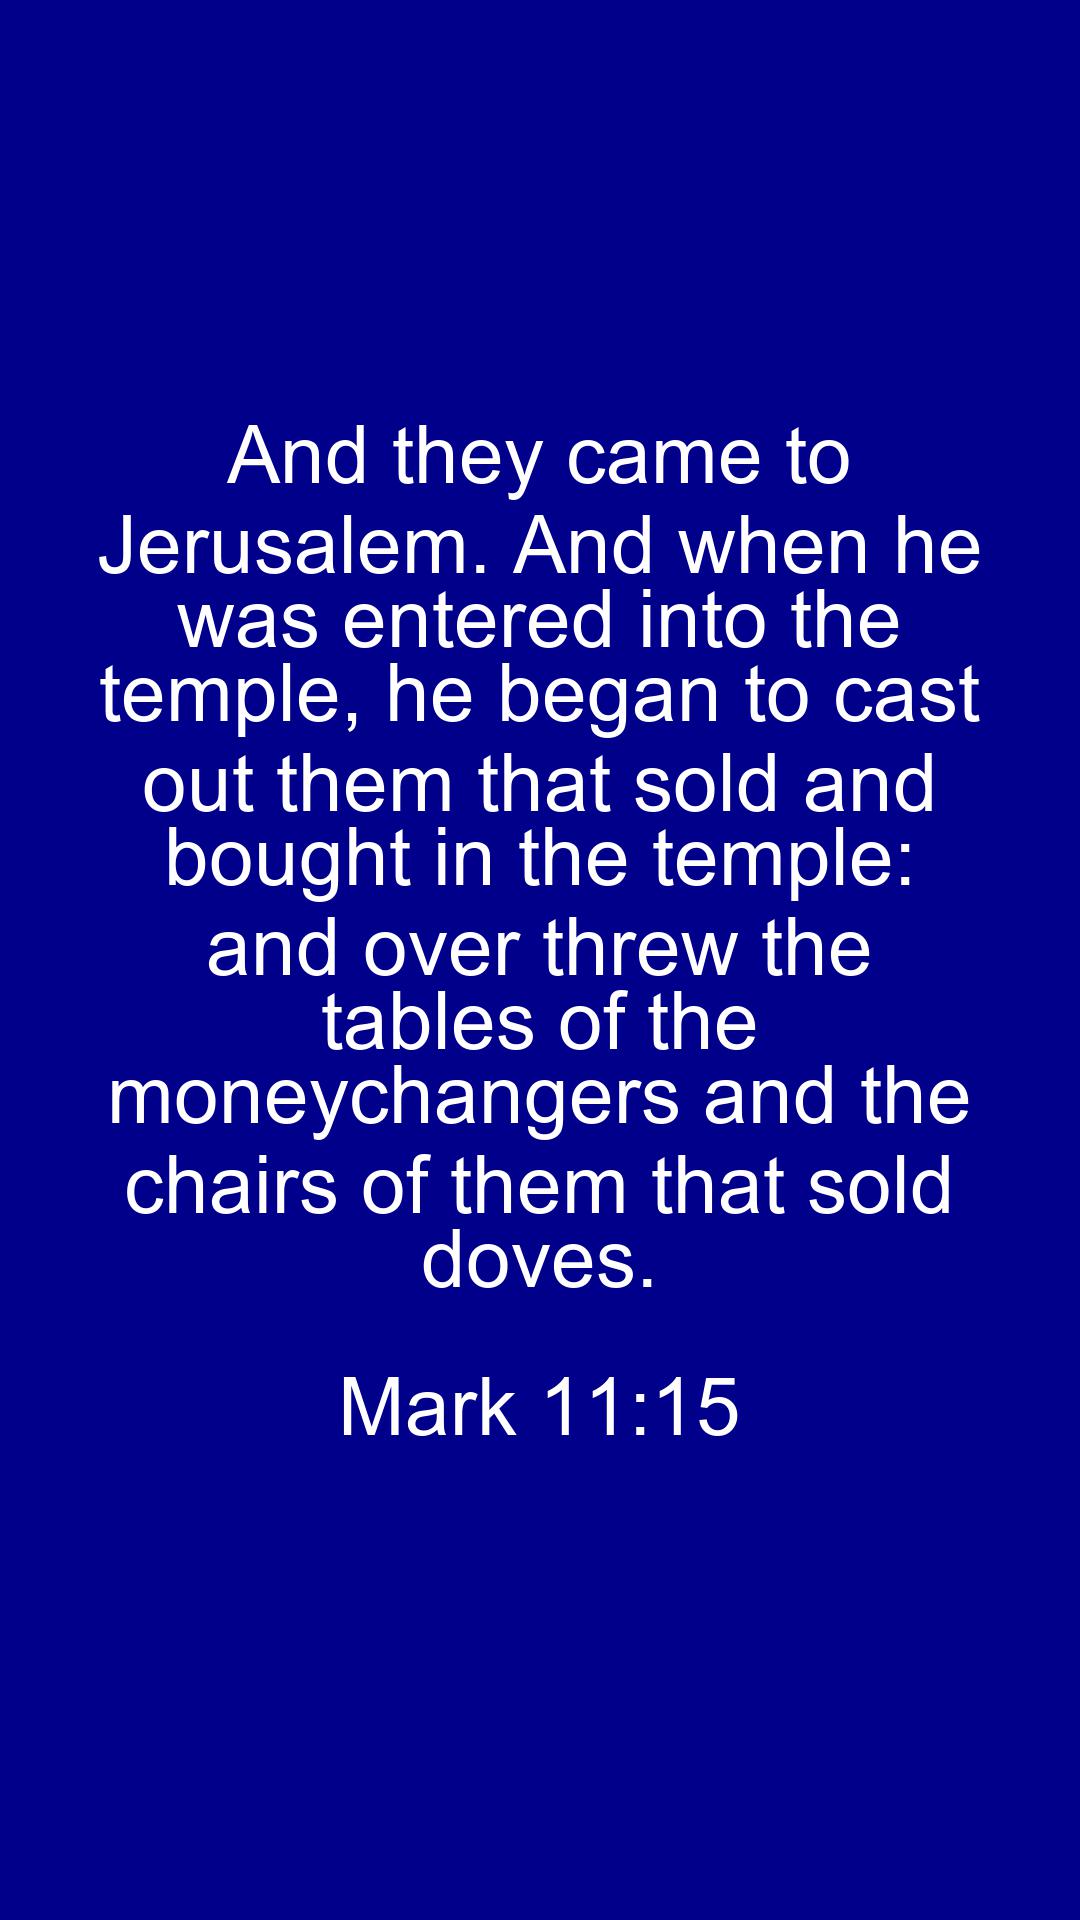 And they came to
Jerusalem. And when he
was entered into the
temple, he began to cast
out them that sold and
bought in the temple:
and over threw the
tables of the
moneychangers and the
chairs of them that sold
doves.
Mark 11:15